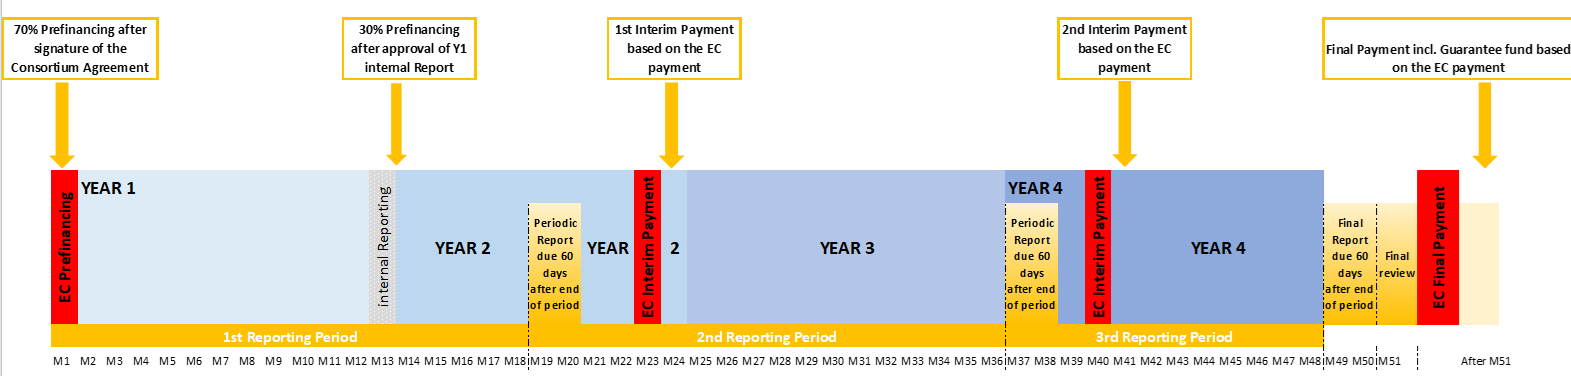 70% Prefinancing after
signature of the
Consortium Agreement
30% Prefinancing
after approval of Y1
internal Report
1st Interim Payment
based on the EC
payment
2nd Interim Payment
based on the EC
payment
Final Payment incl. Guarantee fund based
on the EC payment
EC Prefinancing
YEAR 1
internal Reporting
YEAR 2
Periodic
Report
due 60
days
after end
of period
YEAR
EC Interim Payment
2
YEAR 3
YEAR 4
Periodic
Report
due 60
days
after end
of period
EC Interim Payment
YEAR 4
Final
Report
due 60
days
after end
of period
Final
review
EC Final Payment
1st Reporting Period
2nd Reporting Period
3rd Reporting Period
M1 M2 M3 M4 M5 M6 M7 M8 M9 M10 M11 M12 M13 M14 M15 M16 M17 M18 M19 M20 M21 M22 M23 M24 M25 M26 M27 M28 M29 M30 M31 M32 M33 M34 M35 M36 M37 M38 M39 M40 M41 M42 M43 M44 M45 M46 M47 M48 M49 M50 M51 After M51